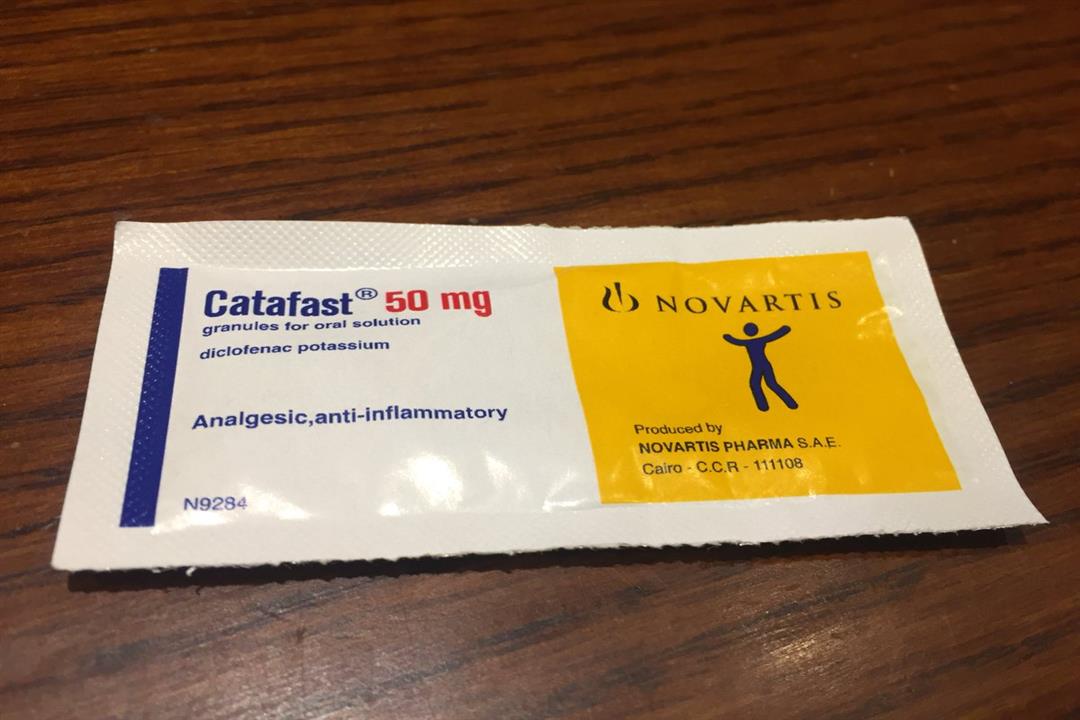 Catafast® 50 mg
granules for oral solution
diclofenac potassium
Analgesic,anti-inflammatory
N9284
NOVARTIS
Produced by
NOVARTIS PHARMA S.A.E.
Cairo - C.C.R - 111108